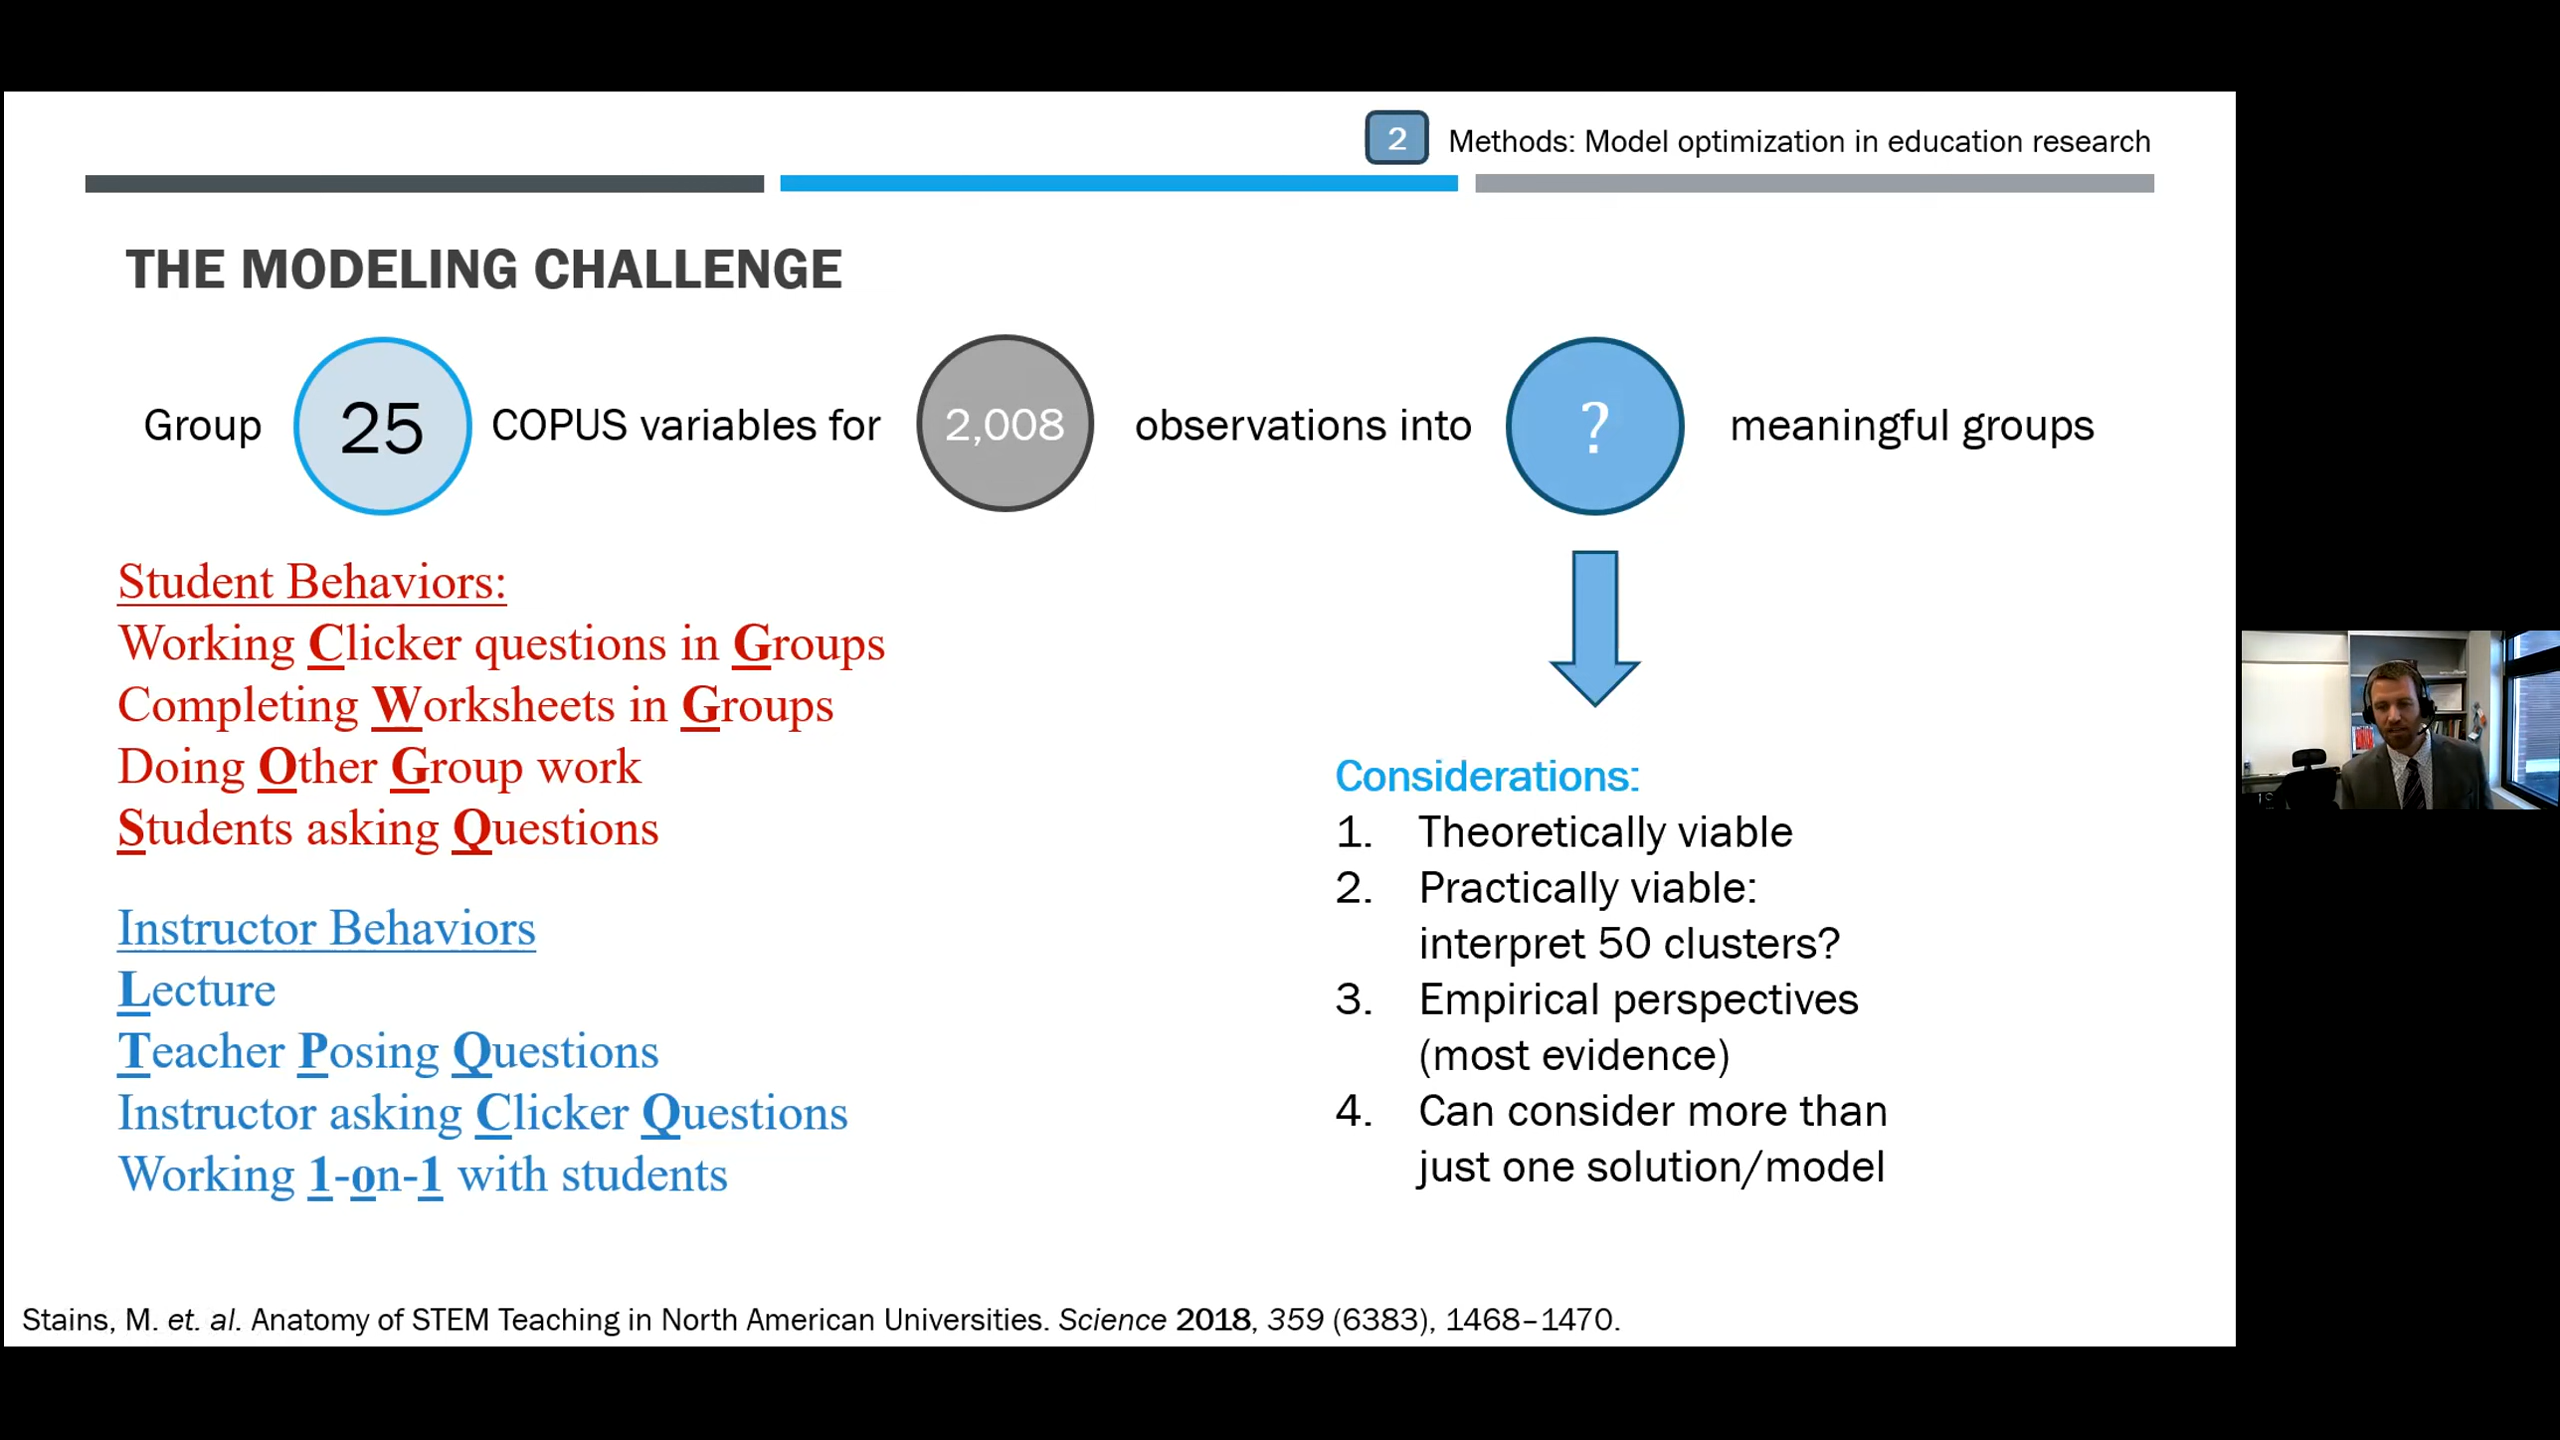 2 Methods: Model optimization in education research
THE MODELING CHALLENGE
Group 25 COPUS variables for 2,008 observations into ? meaningful groups
Student Behaviors:
Working Clicker questions in Groups
Completing Worksheets in Groups
Doing Other Group work
Students asking Questions
Instructor Behaviors
Lecture
Teacher Posing Questions
Instructor asking Clicker Questions
Working 1-on-1 with students
Considerations:
1. Theoretically viable
2. Practically viable:
interpret 50 clusters?
3. Empirical perspectives
(most evidence)
4. Can consider more than
just one solution/model
Stains, M. et. al. Anatomy of STEM Teaching in North American Universities. Science 2018, 359 (6383), 1468–1470.